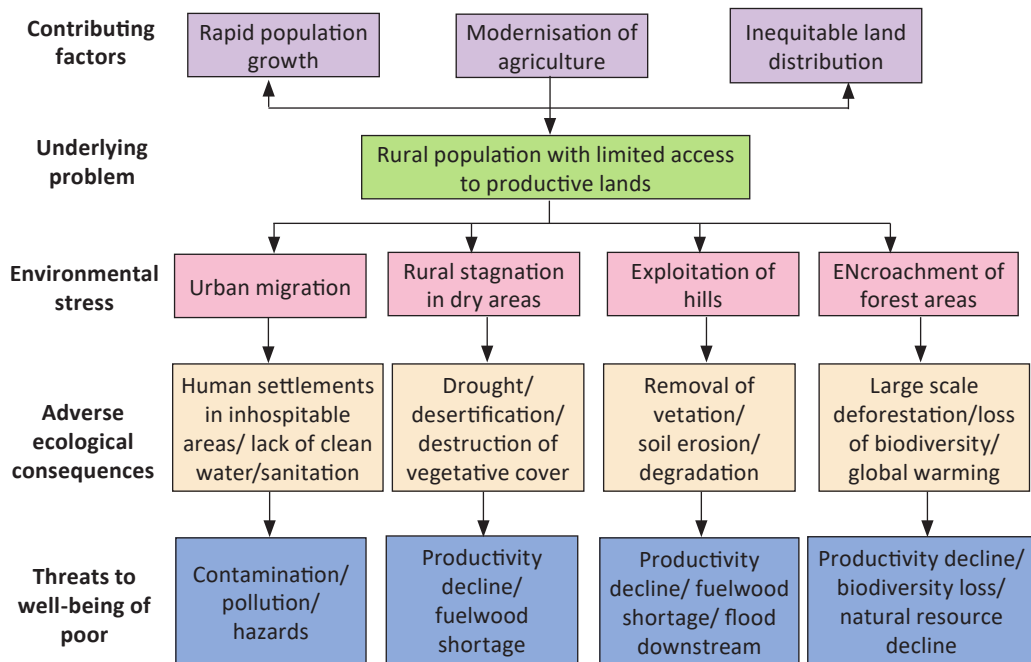 Contributing
factors
Rapid population
growth
Modernisation of
agriculture
Inequitable land
distribution
Underlying
problem
Rural population with limited access
to productive lands
Environmental
stress
Urban migration
Rural stagnation
in dry areas
Exploitation of
hills
ENcroachment of
forest areas
Adverse
ecological
consequences
Human settlements
in inhospitable
areas/ lack of clean
water/sanitation
Drought/
desertification/
destruction of
vegetative cover
Removal of
vetation/
soil erosion/
degradation
Large scale
deforestation/loss
of biodiversity/
global warming
Threats to
well-being of
poor
Contamination/
pollution/
hazards
Productivity
decline/
fuelwood
shortage
Productivity
decline/ fuelwood
shortage/ flood
downstream
Productivity decline/
biodiversity loss/
natural resource
decline